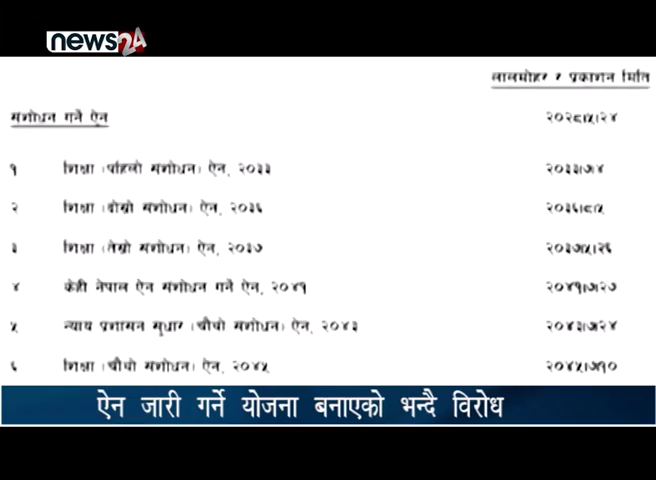 news24
लालमोहर र प्रकाशन मिति
संशोधन गर्ने ऐन २०२८।५।२४
१ शिक्षा (पहिलो संशोधन) ऐन, २०३३ २०३३।७।४
२ शिक्षा (दोस्रो संशोधन) ऐन, २०३६ २०३६।८।५
३ शिक्षा (तेस्रो संशोधन) ऐन, २०३७ २०३७।५।२६
४ केही नेपाल ऐन संशोधन गर्ने ऐन, २०४१ २०४१।७।२७
५ न्याय प्रशासन सुधार (चौथो संशोधन) ऐन, २०४३ २०४३।७।२४
६ शिक्षा (चौथो संशोधन) ऐन, २०४५ २०४५।७।१०
ऐन जारी गर्ने योजना बनाएको भन्दै विरोध